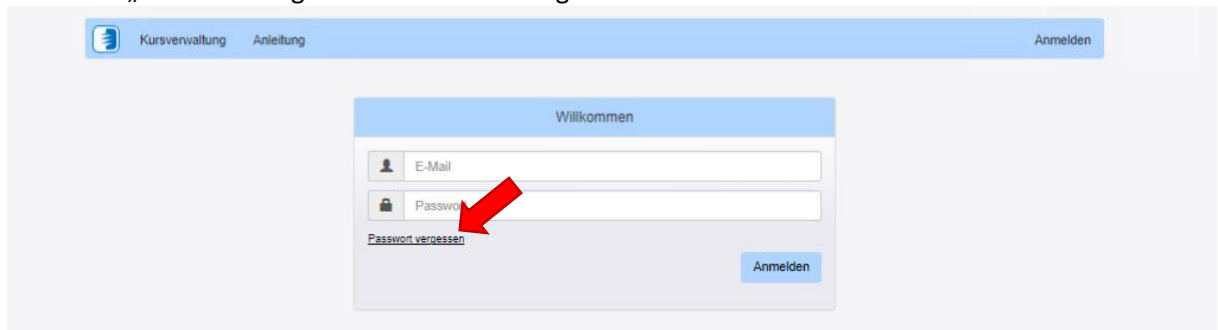 Kursverwaltung Anleitung Anmelden
Willkommen
E-Mail
Passwort vergessen
Anmelden